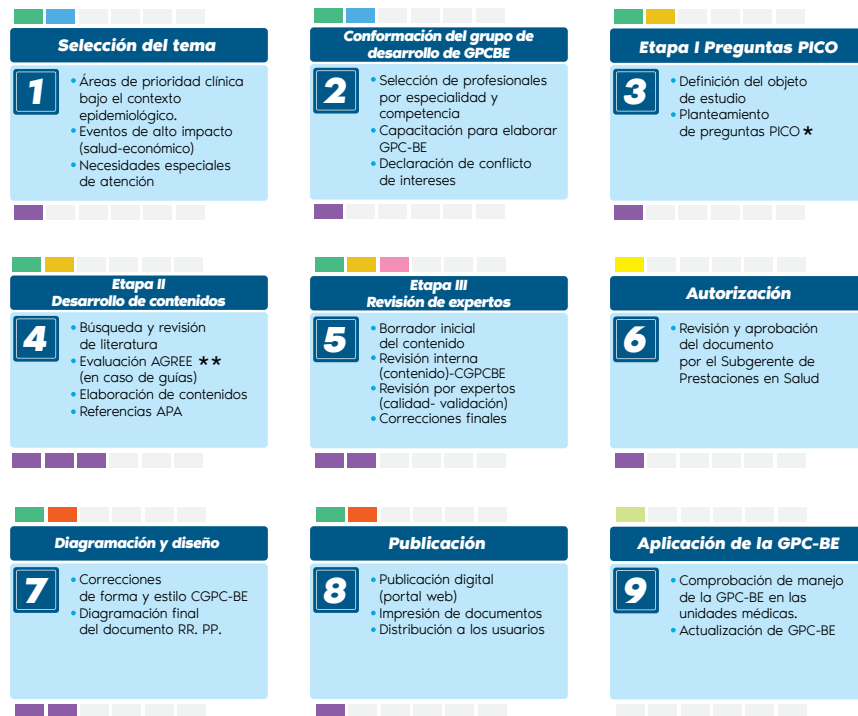 Selección del tema
1
• Áreas de prioridad clínica
bajo el contexto
epidemiológico.
• Eventos de alto impacto
(salud-económico)
• Necesidades especiales
de atención
Conformación del grupo de
desarrollo de GPCBE
2
• Selección de profesionales
por especialidad y
competencia
• Capacitación para elaborar
GPC-BE
• Declaración de conflicto
de intereses
Etapa I Preguntas PICO
3
• Definición del objeto
de estudio
• Planteamiento
de preguntas PICO *
Etapa II
Desarrollo de contenidos
4
• Búsqueda y revisión
de literatura
• Evaluación AGREE **
(en caso de guías)
• Elaboración de contenidos
• Referencias APA
Etapa III
Revisión de expertos
5
• Borrador inicial
del contenido
• Revisión interna
(contenido)-CGPCBE
• Revisión por expertos
(calidad- validación)
• Correcciones finales
Autorización
6
• Revisión y aprobación
del documento
por el Subgerente de
Prestaciones en Salud
Diagramación y diseño
7
• Correcciones
de forma y estilo CGPC-BE
• Diagramación final
del documento RR. PP.
Publicación
8
• Publicación digital
(portal web)
• Impresión de documentos
• Distribución a los usuarios
Aplicación de la GPC-BE
9
• Comprobación de manejo
de la GPC-BE en las
unidades médicas.
• Actualización de GPC-BE